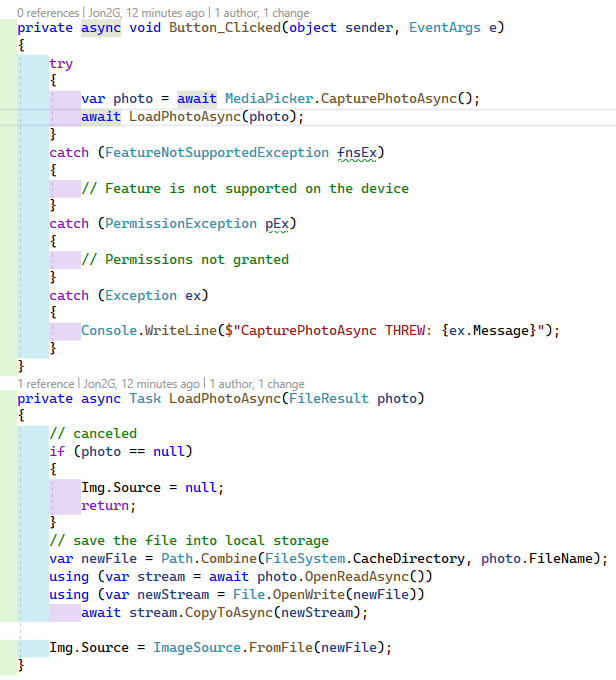 0 references | Jon2G, 12 minutes ago | 1 author, 1 change
private async void Button_Clicked(object sender, EventArgs e)
{
    try
    {
        var photo = await MediaPicker.CapturePhotoAsync();
        await LoadPhotoAsync(photo);
    }
    catch (FeatureNotSupportedException fnsEx)
    {
        // Feature is not supported on the device
    }
    catch (PermissionException pEx)
    {
        // Permissions not granted
    }
    catch (Exception ex)
    {
        Console.WriteLine($"CapturePhotoAsync THREW: {ex.Message}");
    }
}
1 reference | Jon2G, 12 minutes ago | 1 author, 1 change
private async Task LoadPhotoAsync(FileResult photo)
{
    // canceled
    if (photo == null)
    {
        Img.Source = null;
        return;
    }
    // save the file into local storage
    var newFile = Path.Combine(FileSystem.CacheDirectory, photo.FileName);
    using (var stream = await photo.OpenReadAsync())
    using (var newStream = File.OpenWrite(newFile))
        await stream.CopyToAsync(newStream);

    Img.Source = ImageSource.FromFile(newFile);
}